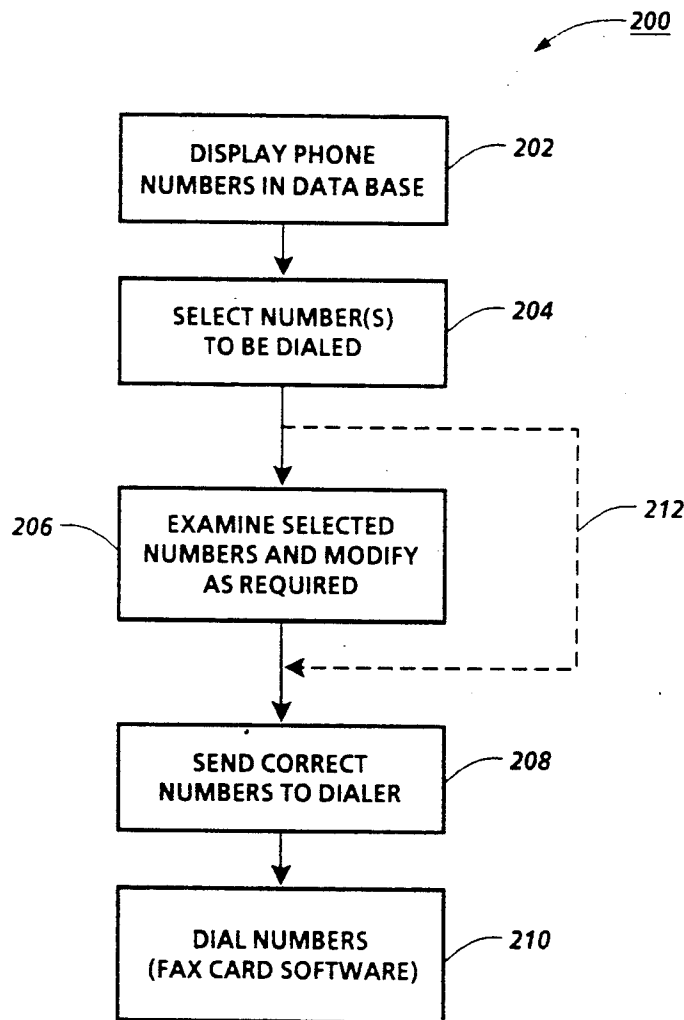 200
DISPLAY PHONE
NUMBERS IN DATA BASE
202
SELECT NUMBER(S)
TO BE DIALED
204
206
EXAMINE SELECTED
NUMBERS AND MODIFY
AS REQUIRED
212
SEND CORRECT
NUMBERS TO DIALER
208
DIAL NUMBERS
(FAX CARD SOFTWARE)
210